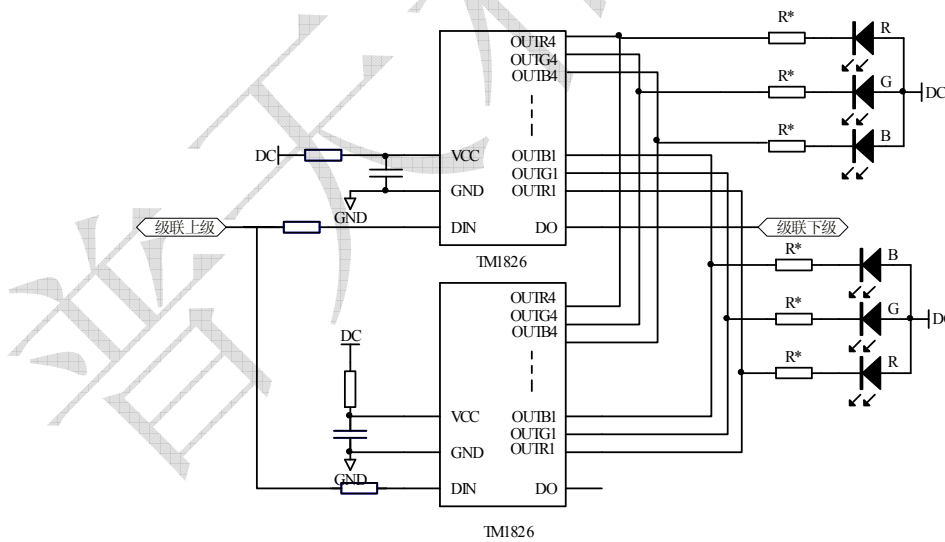 OUTR4
OUTG4
OUTB4
VCC
GND
DIN
OUTB1
OUTG1
OUTR1
DO
TM1826
DC
GND
级联上级
级联下级
R*
R
R*
G
R*
B
DC
R*
B
R*
G
R*
R
DC
OUTR4
OUTG4
OUTB4
VCC
GND
DIN
OUTB1
OUTG1
OUTR1
DO
TM1826
DC
GND